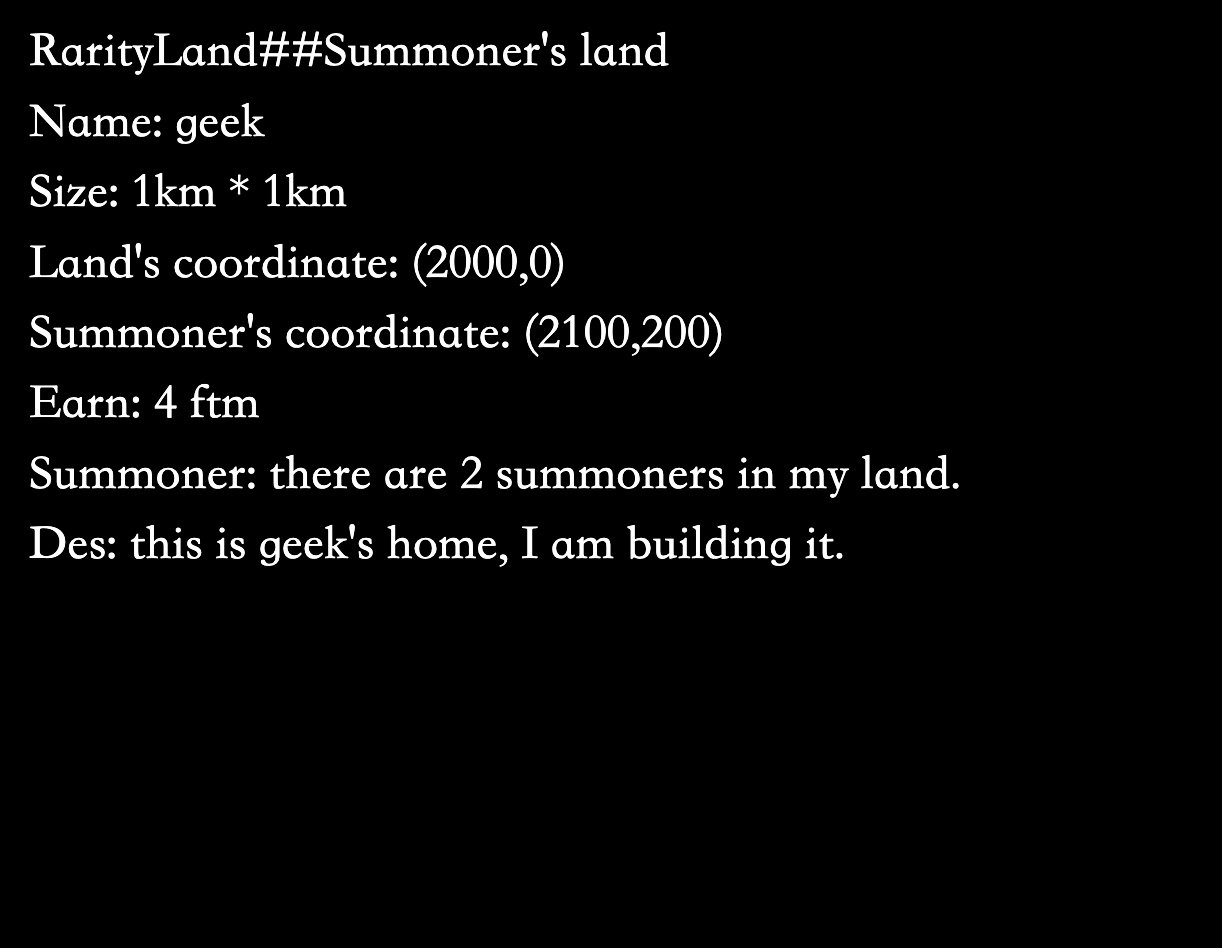 RarityLand##Summoner's land
Name: geek
Size: 1km * 1km
Land's coordinate: (2000,0)
Summoner's coordinate: (2100,200)
Earn: 4 ftm
Summoner: there are 2 summoners in my land.
Des: this is geek's home, I am building it.